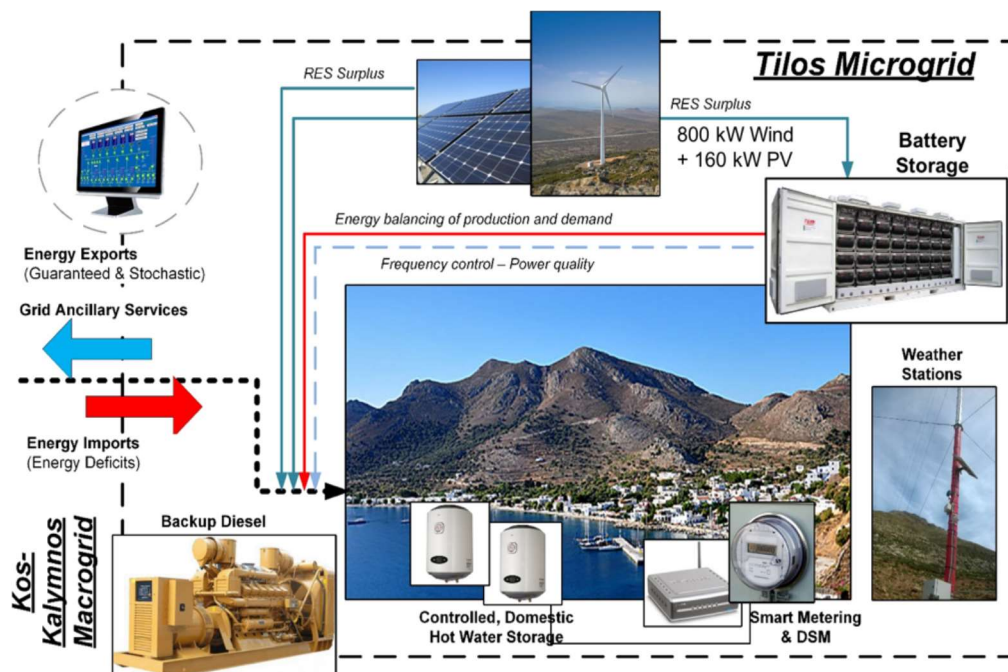 Tilos Microgrid
RES Surplus
RES Surplus
800 kW Wind
+ 160 kW PV
Battery
Storage
Energy balancing of production and demand
Frequency control – Power quality
Energy Exports
(Guaranteed & Stochastic)
Grid Ancillary Services
Energy Imports
(Energy Deficits)
Weather
Stations
Backup Diesel
Kos-
Kalymnos
Macrogrid
Controlled, Domestic
Hot Water Storage
Smart Metering
& DSM